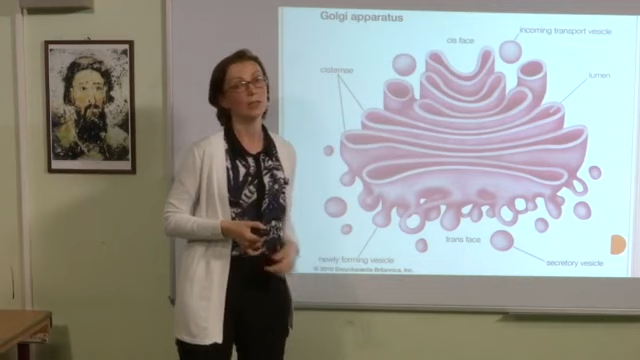 Golgi apparatus
incoming transport vesicle
cis face
cisternae
lumen
trans face
newly forming vesicle
secretory vesicle
© 2010 Encyclopædia Britannica, Inc.